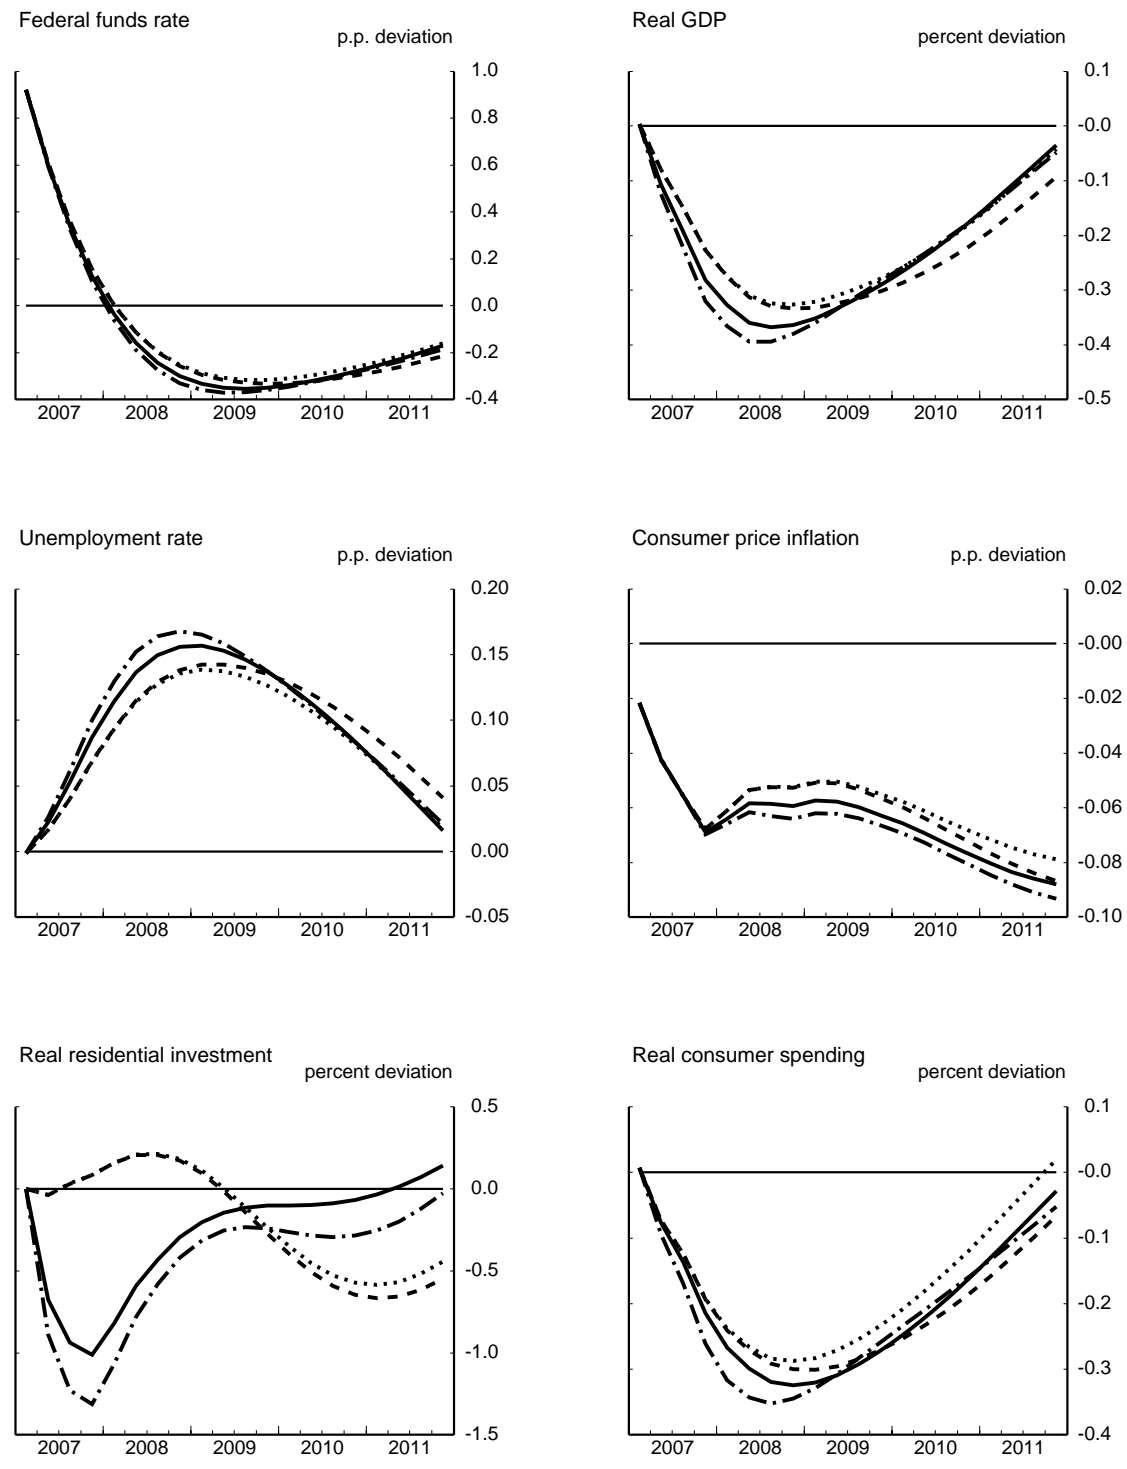 Federal funds rate
p.p. deviation
1.0
0.8
0.6
0.4
0.2
0.0
-0.2
-0.4
2007 2008 2009 2010 2011
Real GDP
percent deviation
0.1
-0.0
-0.1
-0.2
-0.3
-0.4
-0.5
2007 2008 2009 2010 2011
Unemployment rate
p.p. deviation
0.20
0.15
0.10
0.05
0.00
-0.05
2007 2008 2009 2010 2011
Consumer price inflation
p.p. deviation
0.02
-0.00
-0.02
-0.04
-0.06
-0.08
-0.10
2007 2008 2009 2010 2011
Real residential investment
percent deviation
0.5
0.0
-0.5
-1.0
-1.5
2007 2008 2009 2010 2011
Real consumer spending
percent deviation
0.1
-0.0
-0.1
-0.2
-0.3
-0.4
2007 2008 2009 2010 2011